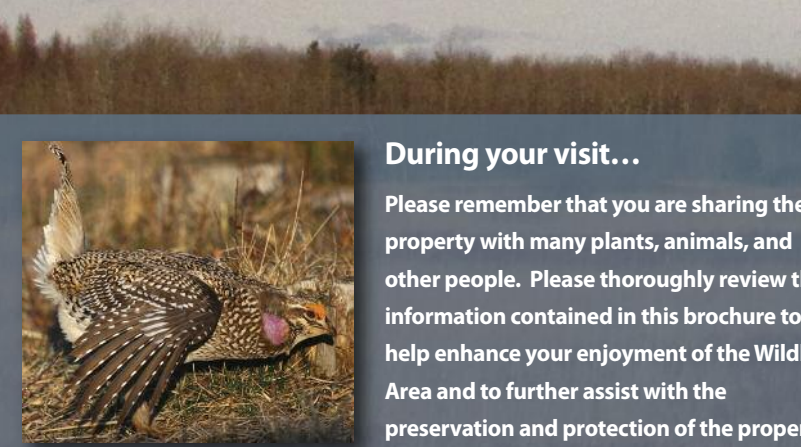 During your visit…
Please remember that you are sharing the
property with many plants, animals, and
other people.  Please thoroughly review
information contained in this brochure to
help enhance your enjoyment of the
Area and to further assist with the
preservation and protection of the